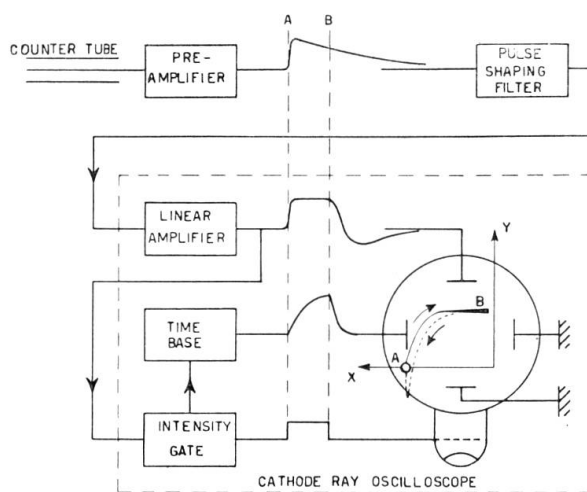 A B
COUNTER TUBE
PRE-
AMPLIFIER
PULSE
SHAPING
FILTER
LINEAR
AMPLIFIER
Y
B
TIME
BASE
A
X
INTENSITY
GATE
CATHODE RAY OSCILLOSCOPE